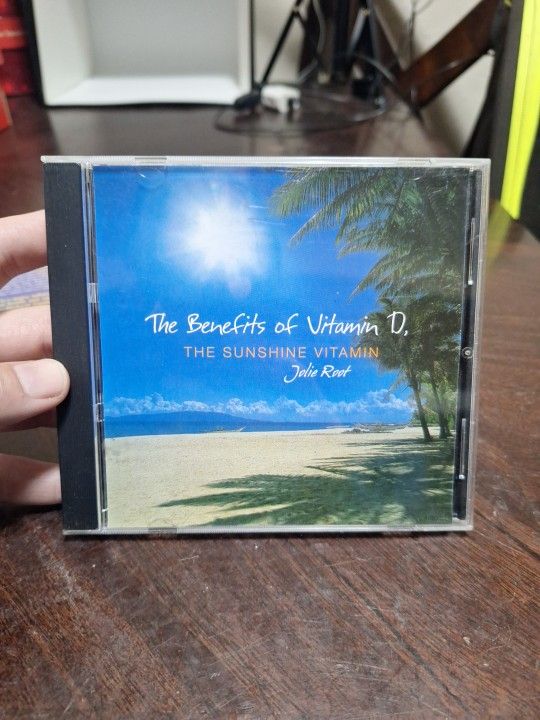 The Benefits of Vitamin D,
THE SUNSHINE VITAMIN
Jolie Root